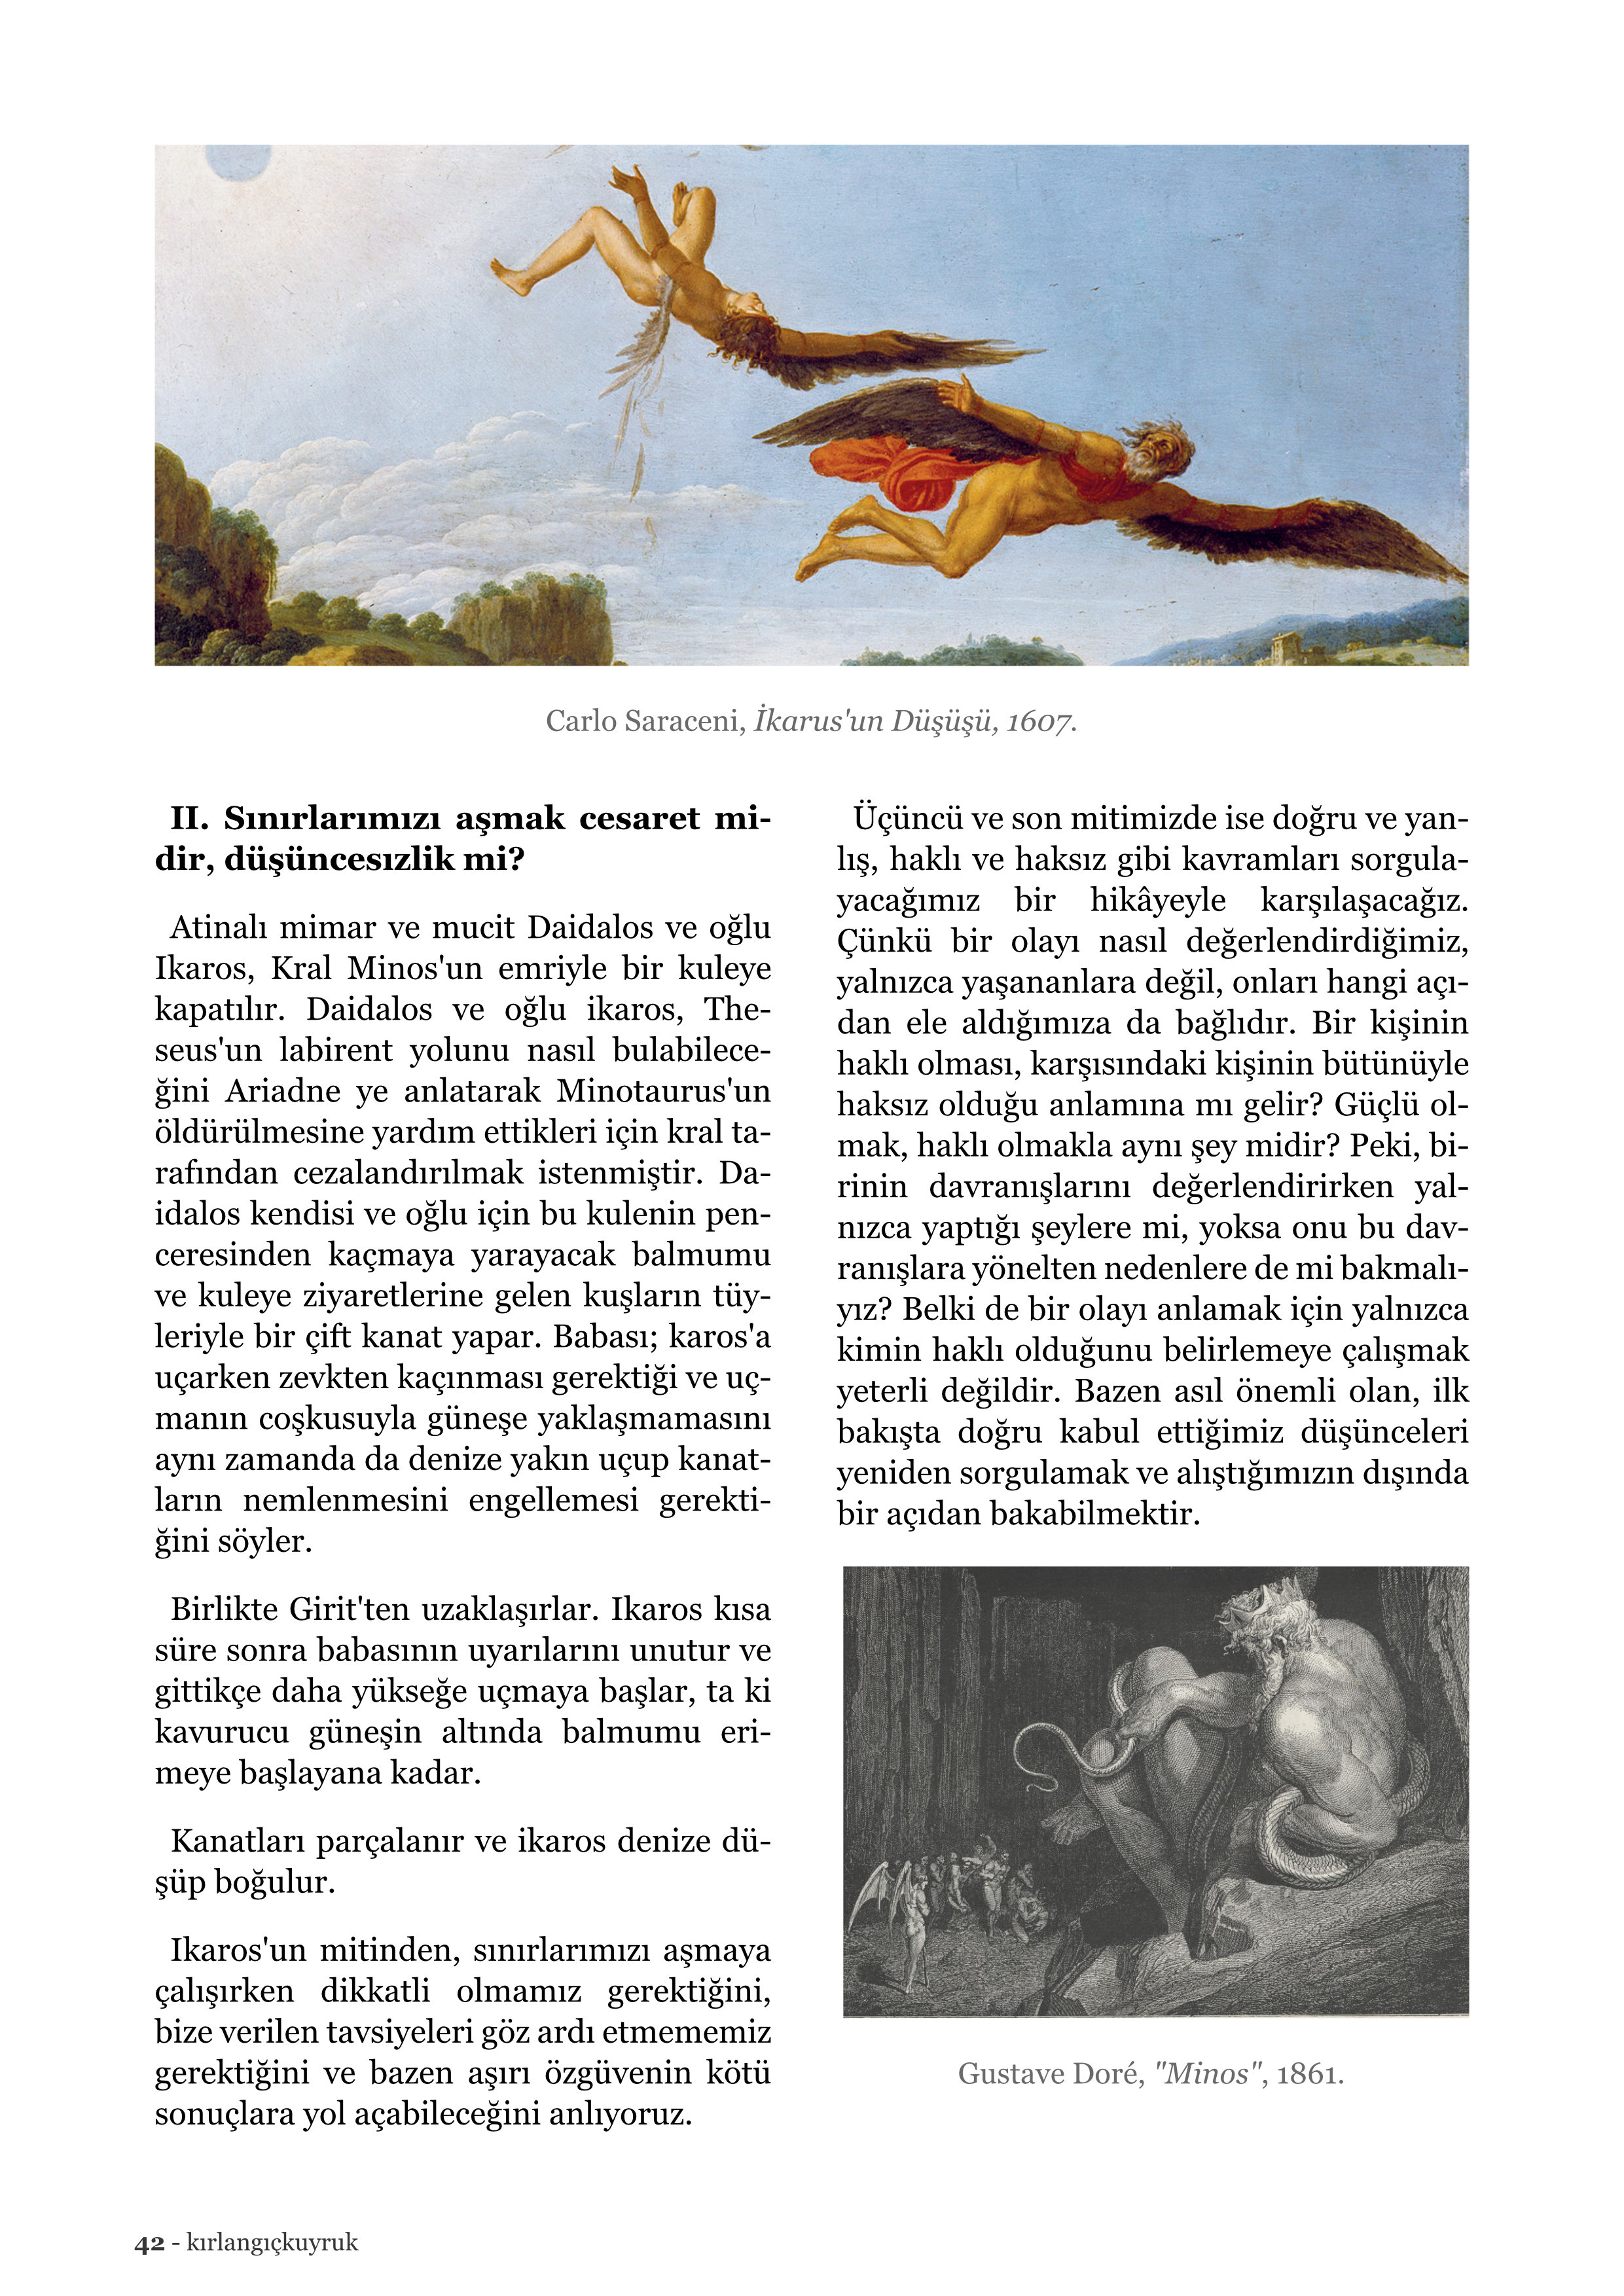 Carlo Saraceni, İkarus'un Düşüşü, 1607.
II. Sınırlarımızı aşmak cesaret mi-
dir, düşüncesızlik mi?
Atinalı mimar ve mucit Daidalos ve oğlu
Ikaros, Kral Minos'un emriyle bir kuleye
kapatılır. Daidalos ve oğlu ikaros, The-
seus'un labirent yolunu nasıl bulabilece-
ğini Ariadne ye anlatarak Minotaurus'un
öldürülmesine yardım ettikleri için kral ta-
rafından cezalandırılmak istenmiştir. Da-
idalos kendisi ve oğlu için bu kulenin pen-
ceresinden kaçmaya yarayacak balmumu
ve kuleye ziyaretlerine gelen kuşların tüy-
leriyle bir çift kanat yapar. Babası; karos'a
uçarken zevkten kaçınması gerektiği ve uç-
manın coşkusuyla güneşe yaklaşmamasını
aynı zamanda da denize yakın uçup kanat-
ların nemlenmesini engellemesi gerekti-
ğini söyler.
Birlikte Girit'ten uzaklaşırlar. Ikaros kısa
süre sonra babasının uyarılarını unutur ve
gittikçe daha yükseğe uçmaya başlar, ta ki
kavurucu güneşin altında balmumu eri-
meye başlayana kadar.
Kanatları parçalanır ve ikaros denize dü-
şüp boğulur.
Ikaros'un mitinden, sınırlarımızı aşmaya
çalışırken dikkatli olmamız gerektiğini,
bize verilen tavsiyeleri göz ardı etmememiz
gerektiğini ve bazen aşırı özgüvenin kötü
sonuçlara yol açabileceğini anlıyoruz.
Üçüncü ve son mitimizde ise doğru ve yan-
lış, haklı ve haksız gibi kavramları sorgula-
yacağımız bir hikâyeyle karşılaşacağız.
Çünkü bir olayı nasıl değerlendirdiğimiz,
yalnızca yaşananlara değil, onları hangi açı-
dan ele aldığımıza da bağlıdır. Bir kişinin
haklı olması, karşısındaki kişinin bütünüyle
haksız olduğu anlamına mı gelir? Güçlü ol-
mak, haklı olmakla aynı şey midir? Peki, bi-
rinin davranışlarını değerlendirirken yal-
nızca yaptığı şeylere mi, yoksa onu bu dav-
ranışlara yönelten nedenlere de mi bakmalı-
yız? Belki de bir olayı anlamak için yalnızca
kimin haklı olduğunu belirlemeye çalışmak
yeterli değildir. Bazen asıl önemli olan, ilk
bakışta doğru kabul ettiğimiz düşünceleri
yeniden sorgulamak ve alıştığımızın dışında
bir açıdan bakabilmektir.
Gustave Doré, "Minos", 1861.
42 - kırlangıçkuyruk